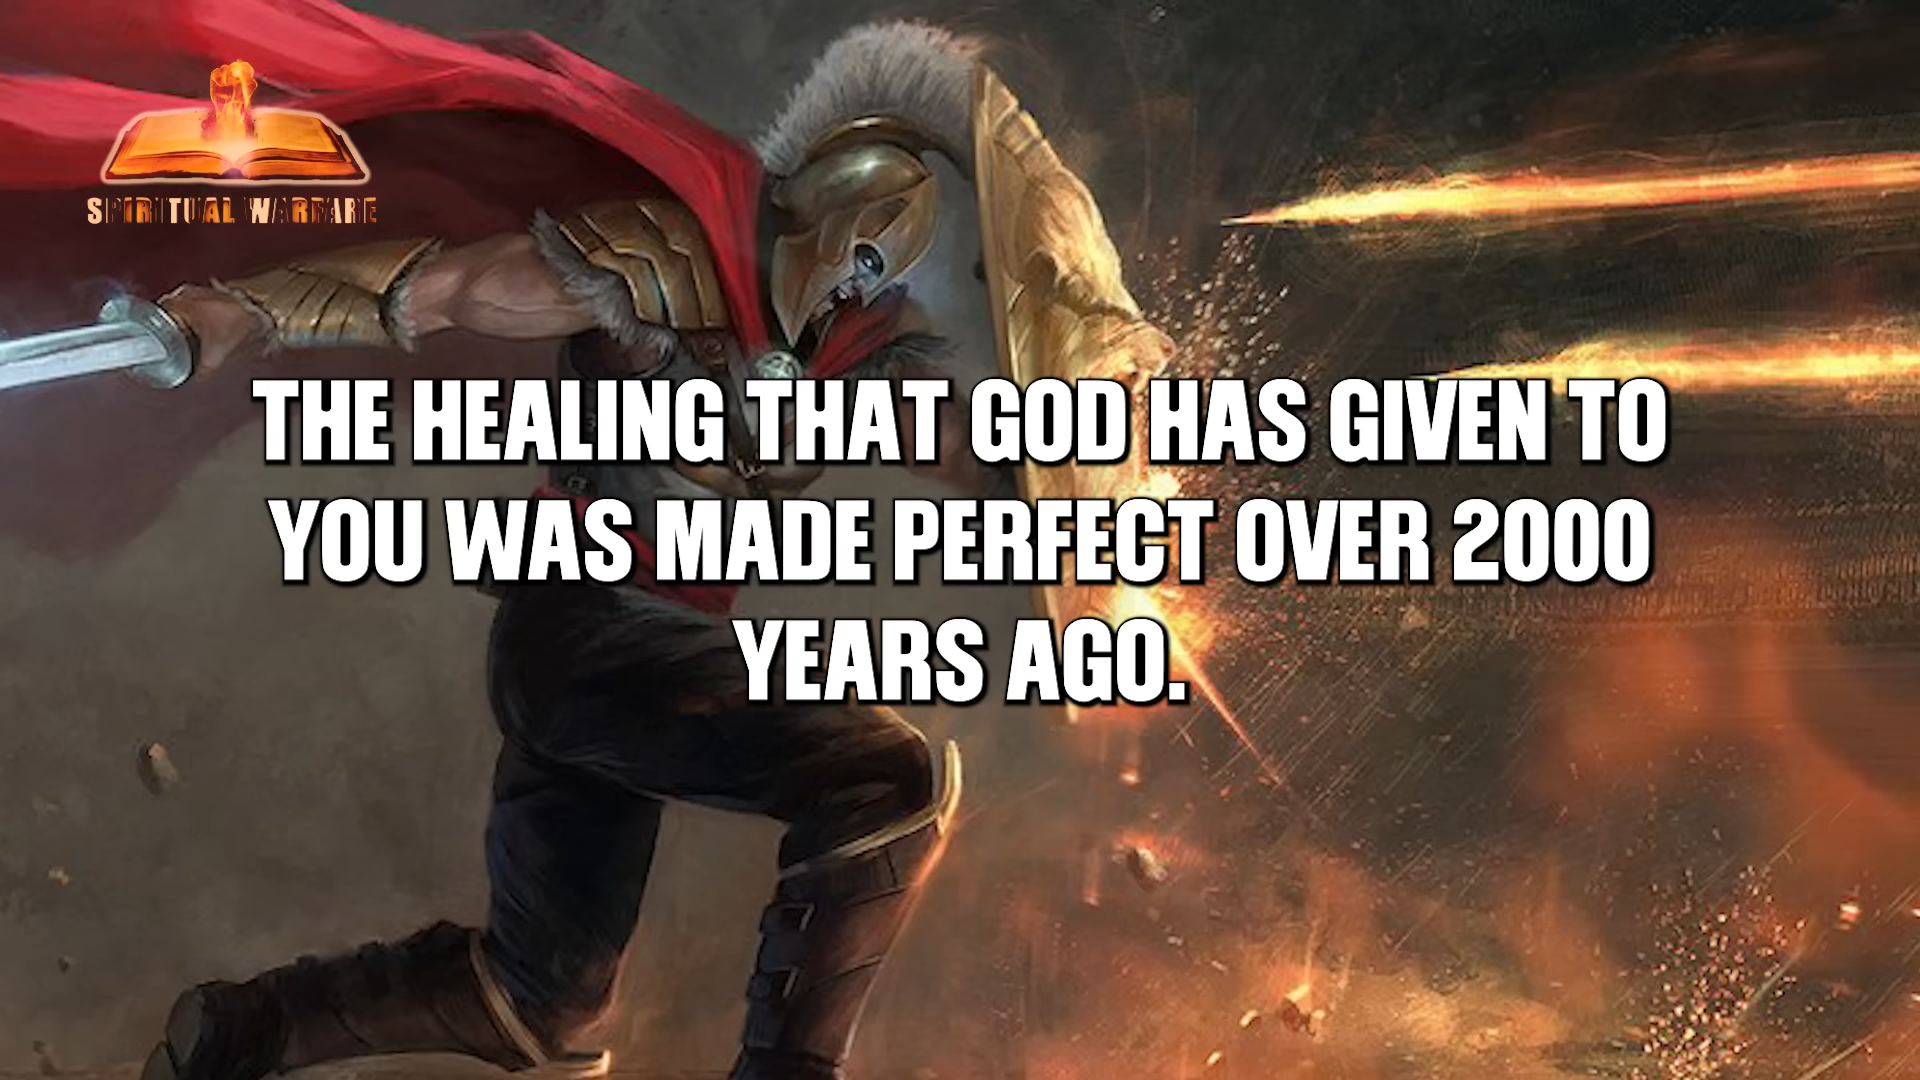 SPIRITUAL WARFARE
THE HEALING THAT GOD HAS GIVEN TO
YOU WAS MADE PERFECT OVER 2000
YEARS AGO.